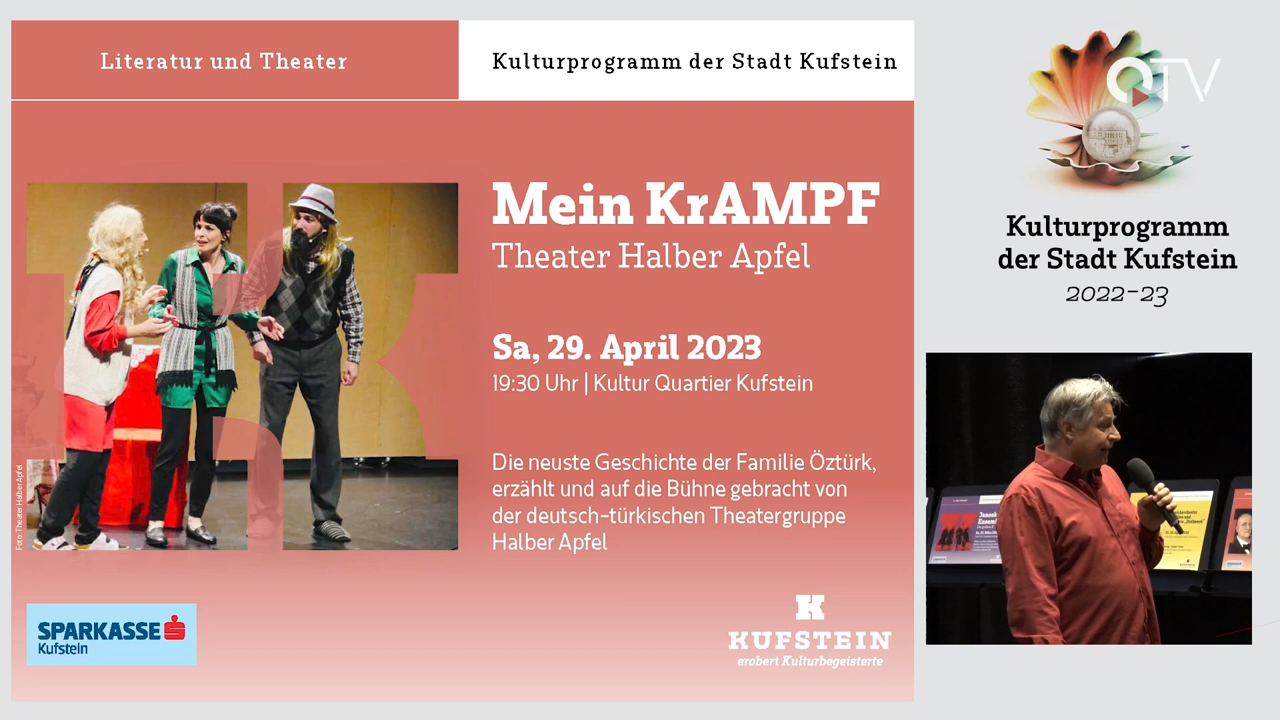 Literatur und Theater
Kulturprogramm der Stadt Kufstein
Mein KrAMPF
Theater Halber Apfel
Sa, 29. April 2023
19:30 Uhr | Kultur Quartier Kufstein
Die neuste Geschichte der Familie Öztürk,
erzählt und auf die Bühne gebracht von
der deutsch-türkischen Theatergruppe
Halber Apfel
Foto: Theater Halber Apfel
SPARKASSE
Kufstein
K
KUFSTEIN
erobert Kulturbegeisterte
QTV
Kulturprogramm
der Stadt Kufstein
2022-23